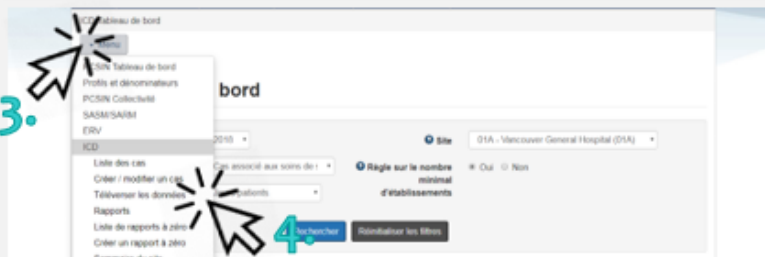 ICD Tableau de bord
Menu
PCSIN Tableau de bord
Profils et dénominateurs
bord
PCSIN Collectivité
3.
SASM/SARM
ERV
ICD
2018
Site
01A - Vancouver General Hospital (01A)
Liste des cas
Cas associé aux soins de
Règle sur le nombre minimal d'établissements
Oui
Non
Créer / modifier un cas
Téléverser les données
patients
Rapports
Liste de rapports à zéro
4.
Rechercher
Réinitialiser les filtres
Créer un rapport à zéro